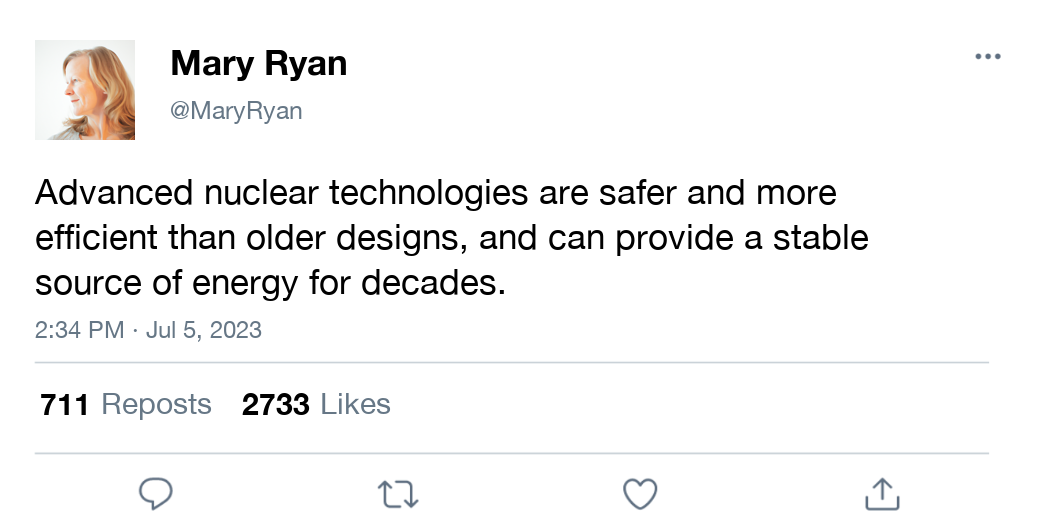 Mary Ryan
@MaryRyan
Advanced nuclear technologies are safer and more
efficient than older designs, and can provide a stable
source of energy for decades.
2:34 PM · Jul 5, 2023
711 Reposts 2733 Likes